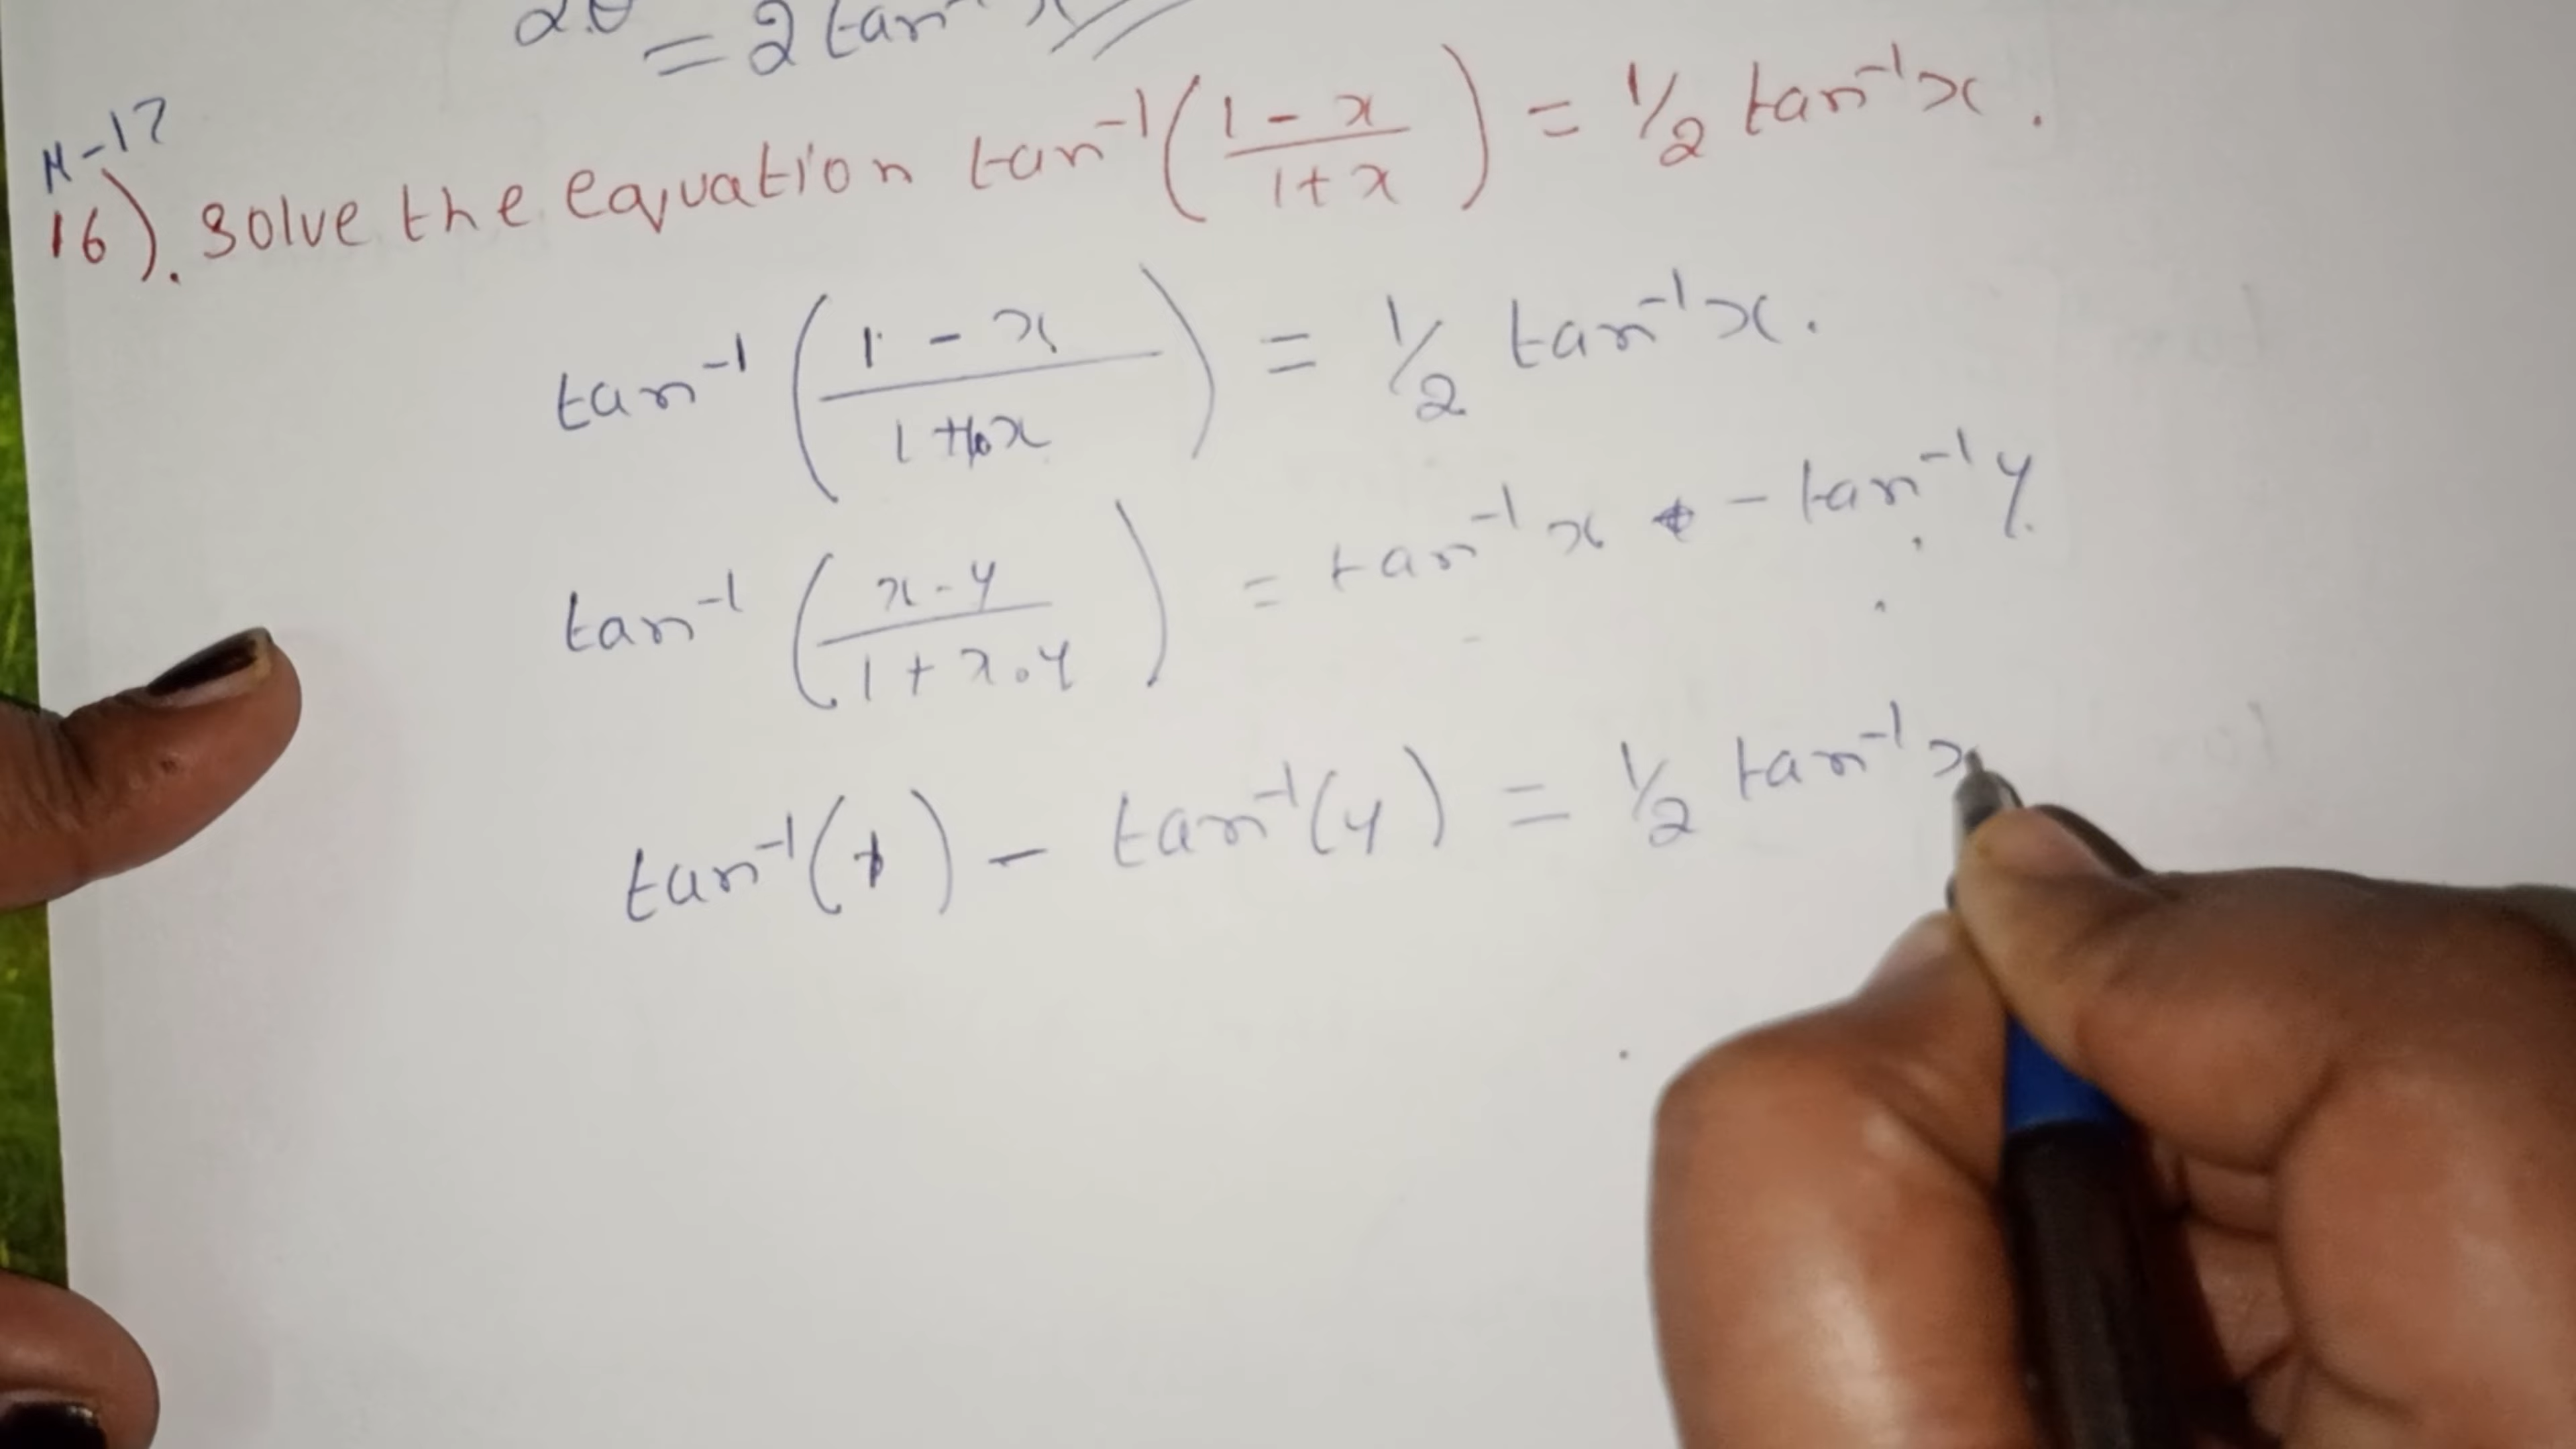 2θ = 2 tan⁻¹ x
M-17
16). Solve the equation tan⁻¹(1 - x / 1 + x) = 1/2 tan⁻¹x.
tan⁻¹(1 - x / 1 + x) = 1/2 tan⁻¹x.
tan⁻¹(x - y / 1 + x.y) = tan⁻¹x - tan⁻¹y.
tan⁻¹(1) - tan⁻¹(y) = 1/2 tan⁻¹x